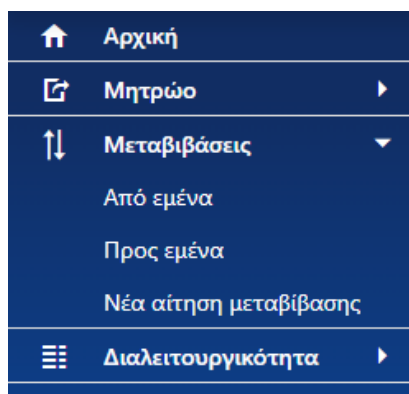 Αρχική
Μητρώο
Μεταβιβάσεις
Από εμένα
Προς εμένα
Νέα αίτηση μεταβίβασης
Διαλειτουργικότητα